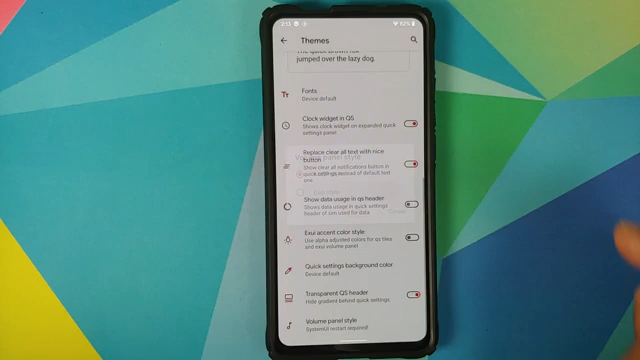 2:13
82%
Themes
The quick brown fox
jumped over the lazy dog.
Fonts
Device default
Clock widget in QS
Shows clock widget on expanded quick
settings panel
Replace clear all text with nice
button
Volume panel style
Show clear all notifications button in
quick settings instead of default text
one.
Show data usage in qs header
Shows data usage in quick settings
header of sim used for data
Exui accent color style
Use alpha adjusted colors for qs tiles
and exui volume panel
Quick settings background color
Device default
Transparent QS header
Hide gradient behind quick settings
Volume panel style
SystemUI restart required!